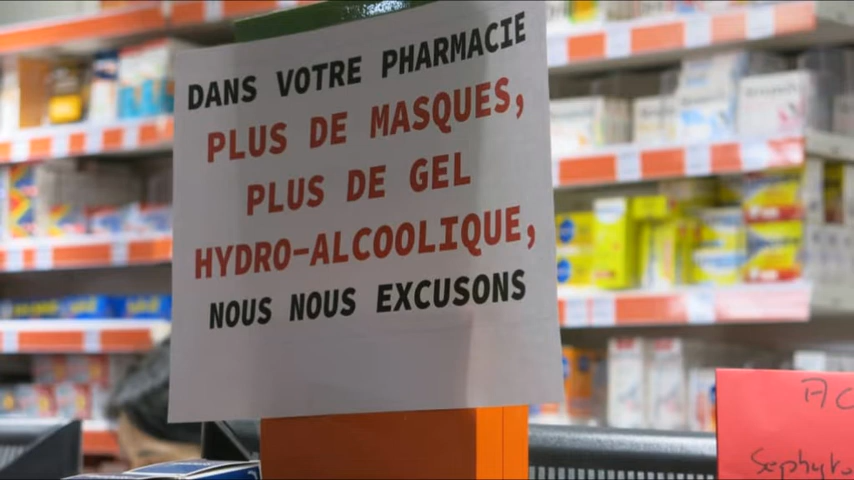 DANS VOTRE PHARMACIE
PLUS DE MASQUES,
PLUS DE GEL
HYDRO-ALCOOLIQUE,
NOUS NOUS EXCUSONS